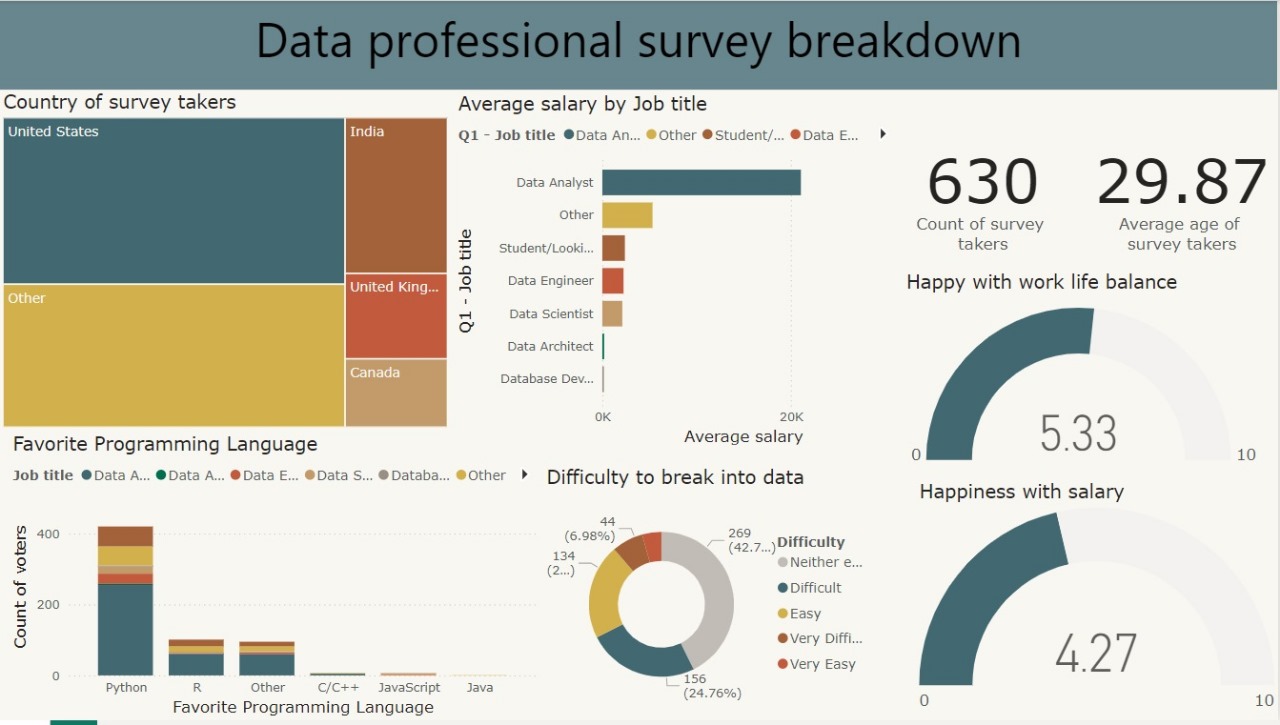 Data professional survey breakdown
Country of survey takers
United States
India
Other
United King...
Canada
Average salary by Job title
Q1 - Job title Data An... Other Student/... Data E...
Q1 - Job title
Data Analyst
Other
Student/Looki...
Data Engineer
Data Scientist
Data Architect
Database Dev...
0K 20K
Average salary
630
Count of survey
takers
29.87
Average age of
survey takers
Happy with work life balance
5.33
0 10
Happiness with salary
4.27
0 10
Favorite Programming Language
Job title Data A... Data A... Data E... Data S... Databa... Other
Count of voters
400
200
0
Python R Other C/C++ JavaScript Java
Favorite Programming Language
Difficulty to break into data
44
(6.98%)
134
(2...)
269
(42.7...)
156
(24.76%)
Difficulty
Neither e...
Difficult
Easy
Very Diffi...
Very Easy